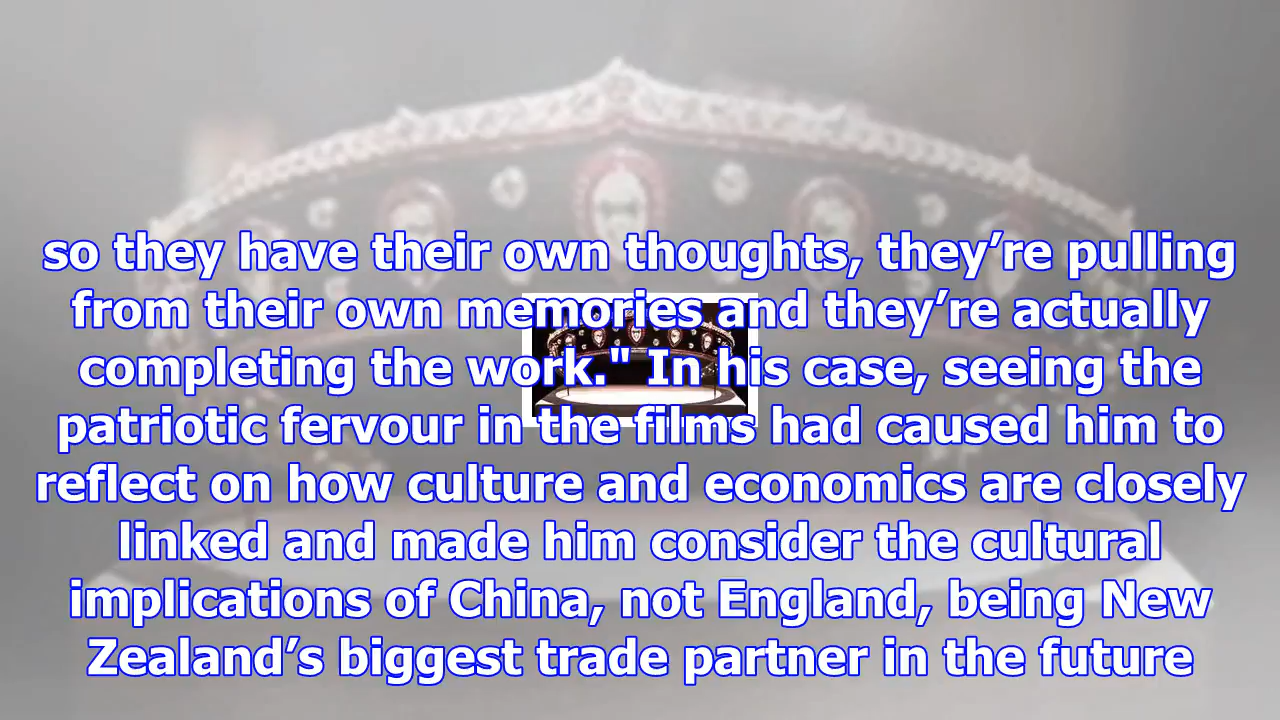 so they have their own thoughts, they’re pulling
from their own memories and they’re actually
completing the work." In his case, seeing the
patriotic fervour in the films had caused him to
reflect on how culture and economics are closely
linked and made him consider the cultural
implications of China, not England, being New
Zealand’s biggest trade partner in the future